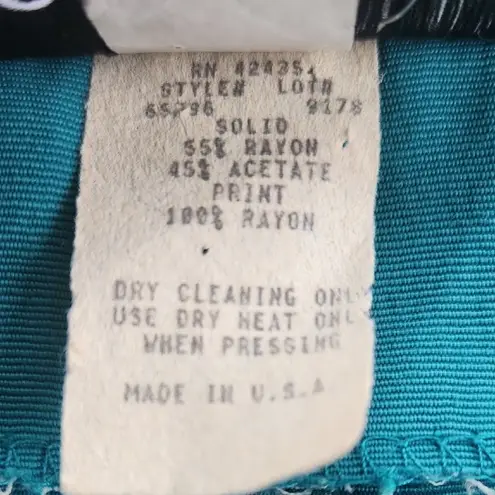 RN 42435
STYLE# LOT#
65796 9178
SOLID
55% RAYON
45% ACETATE
PRINT
100% RAYON
DRY CLEANING ONLY
USE DRY HEAT ONLY
WHEN PRESSING
MADE IN U.S.A